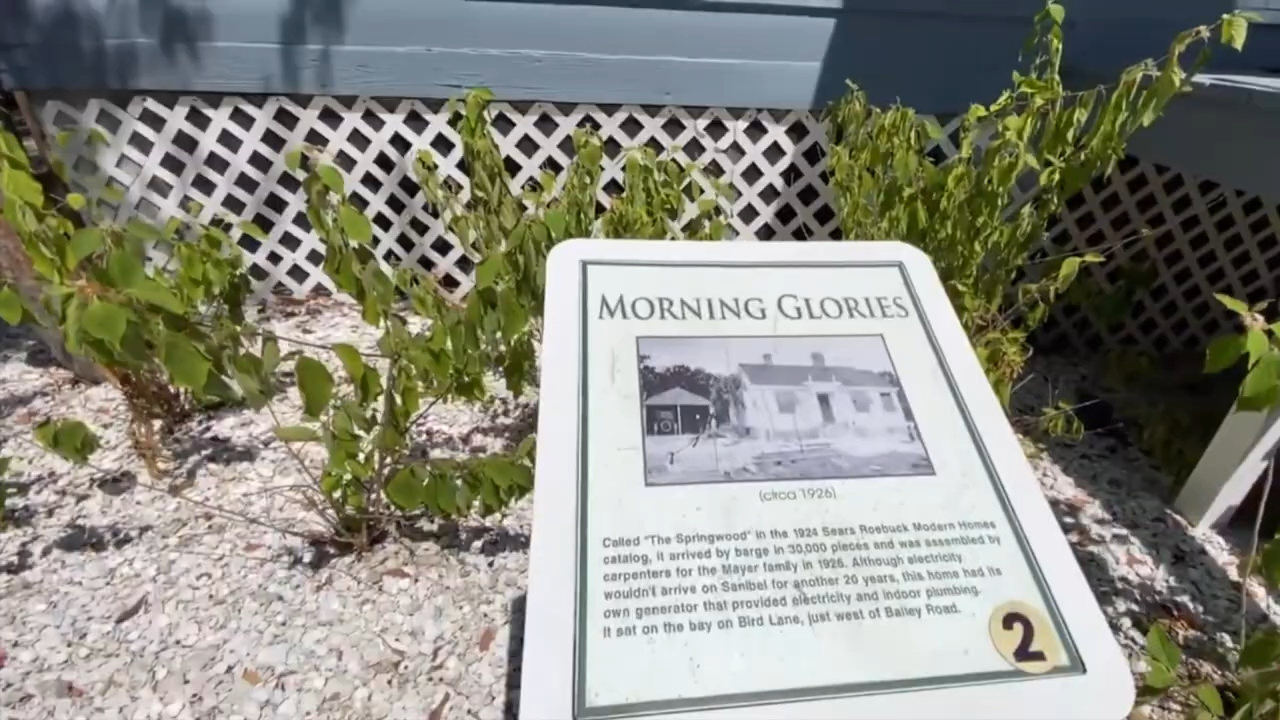 MORNING GLORIES
(circa 1926)
Called "The Springwood" in the 1924 Sears Roebuck Modern Homes
catalog, it arrived by barge in 30,000 pieces and was assembled by
carpenters for the Mayer family in 1926. Although electricity
wouldn't arrive on Sanibel for another 20 years, this home had its
own generator that provided electricity and indoor plumbing.
It sat on the bay on Bird Lane, just west of Bailey Road.
2